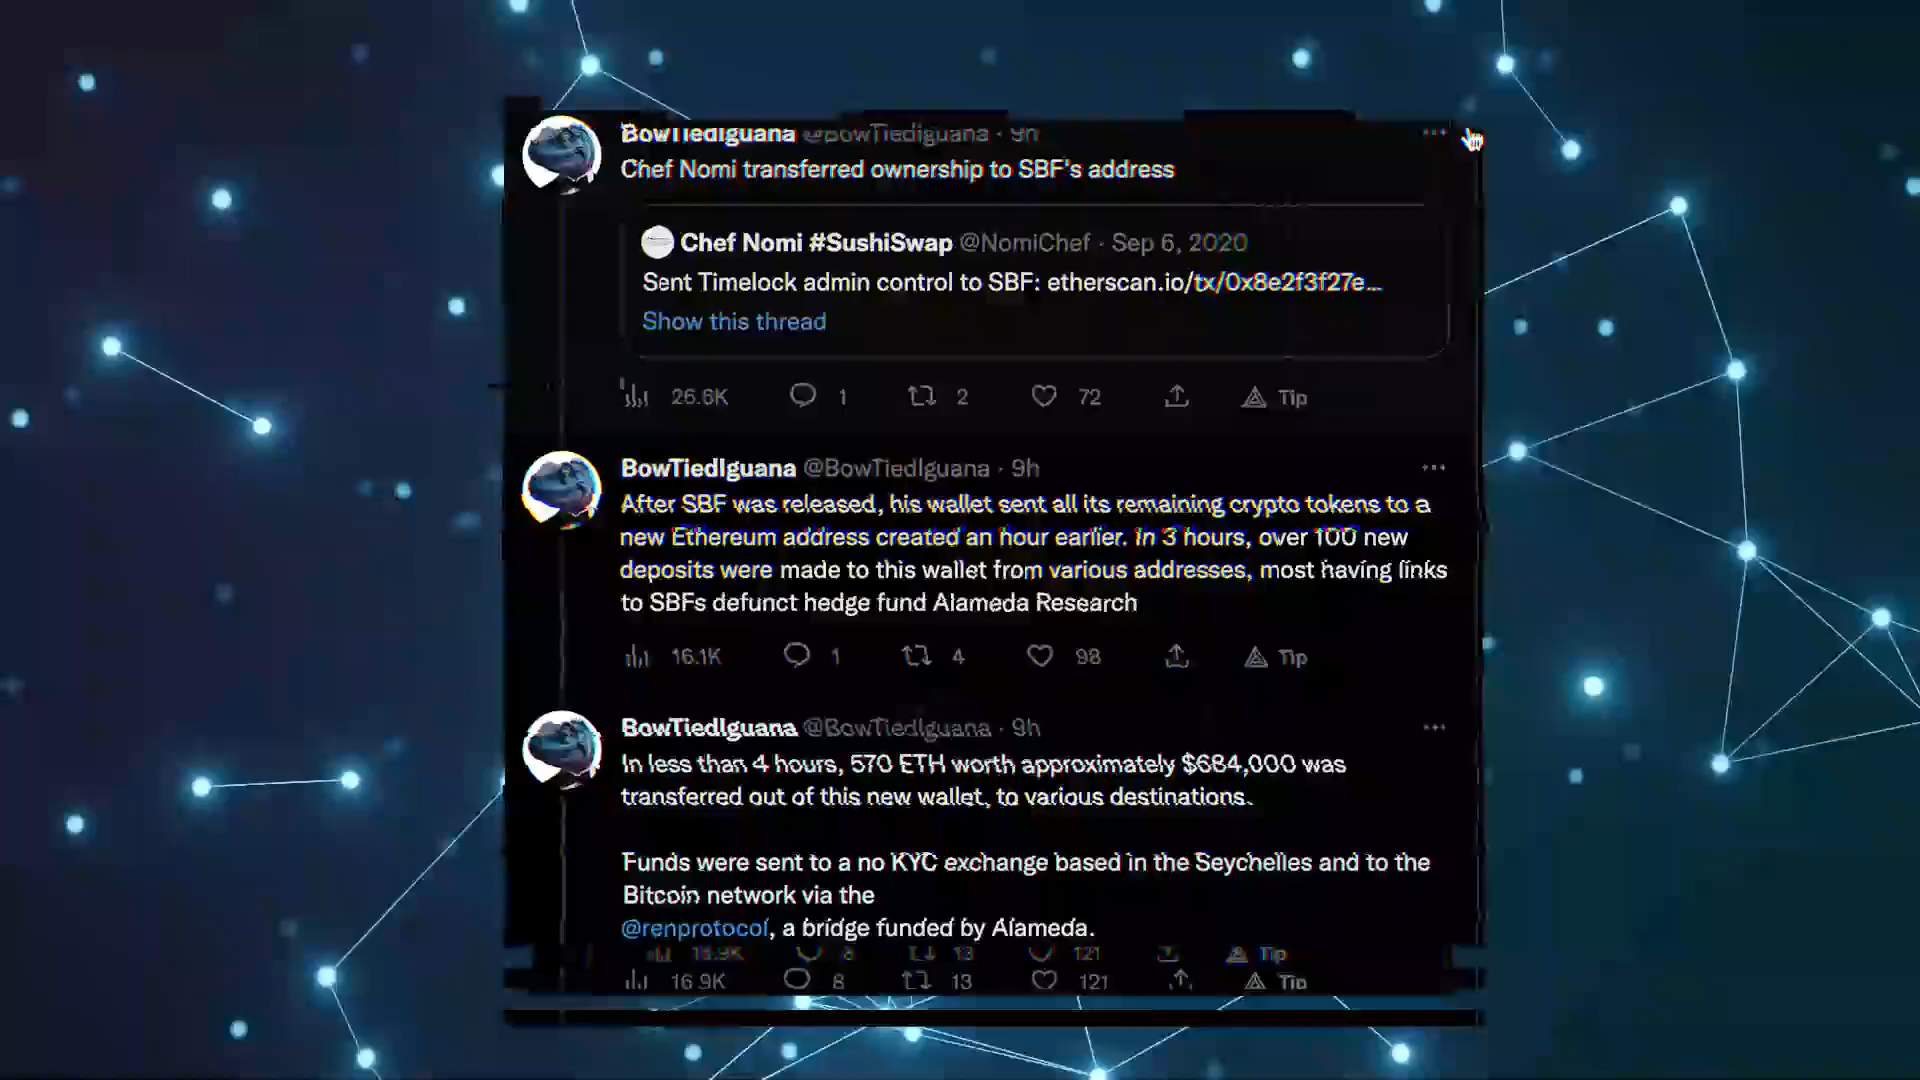 BowTiedIguana @BowTiedIguana · 9h
Chef Nomi transferred ownership to SBF's address
Chef Nomi #SushiSwap @NomiChef · Sep 6, 2020
Sent Timelock admin control to SBF: etherscan.io/tx/0x8e2f3f27e...
Show this thread
26.6K 1 2 72 Tip
BowTiedIguana @BowTiedIguana · 9h
After SBF was released, his wallet sent all its remaining crypto tokens to a
new Ethereum address created an hour earlier. In 3 hours, over 100 new
deposits were made to this wallet from various addresses, most having links
to SBFs defunct hedge fund Alameda Research
16.1K 1 4 98 Tip
BowTiedIguana @BowTiedIguana · 9h
In less than 4 hours, 570 ETH worth approximately $684,000 was
transferred out of this new wallet, to various destinations.
Funds were sent to a no KYC exchange based in the Seychelles and to the
Bitcoin network via the
@renprotocol, a bridge funded by Alameda.
16.9K 8 13 121 Tip
16.9K 8 13 121 Tip